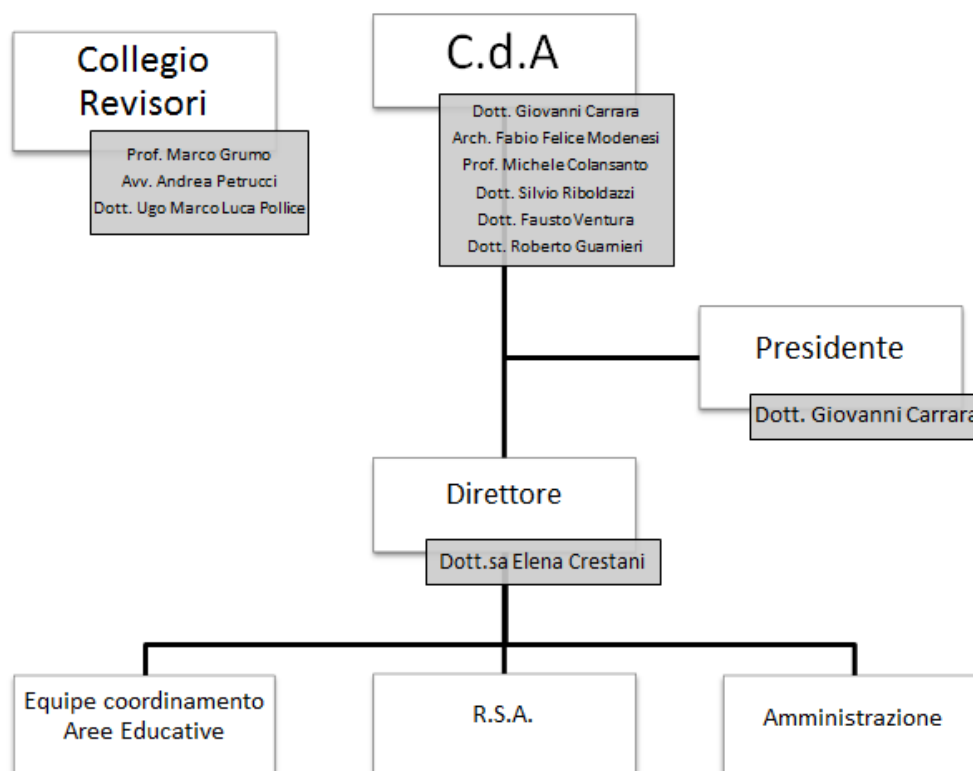 Collegio
Revisori
Prof. Marco Grumo
Avv. Andrea Petrucci
Dott. Ugo Marco Luca Pollice
C.d.A
Dott. Giovanni Carrara
Arch. Fabio Felice Modenesi
Prof. Michele Colansanto
Dott. Silvio Riboldazzi
Dott. Fausto Ventura
Dott. Roberto Guarnieri
Presidente
Dott. Giovanni Carrara
Direttore
Dott.sa Elena Crestani
Equipe coordinamento
Aree Educative
R.S.A.
Amministrazione